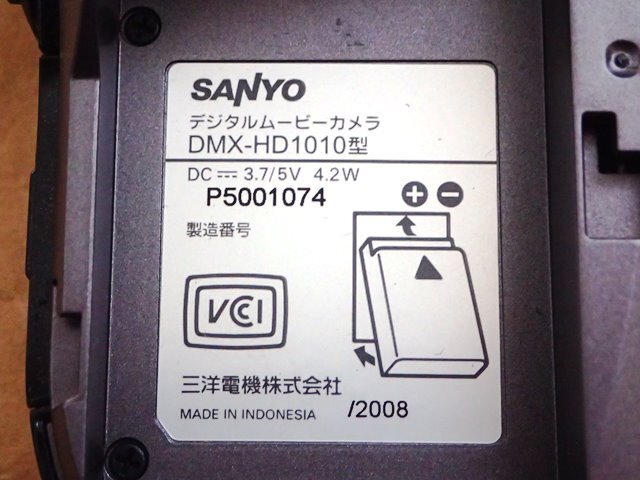 SANYO
デジタルムービーカメラ
DMX-HD1010型
DC ⎓ 3.7/5V 4.2W
P5001074
製造番号
VCCI
三洋電機株式会社
MADE IN INDONESIA /2008